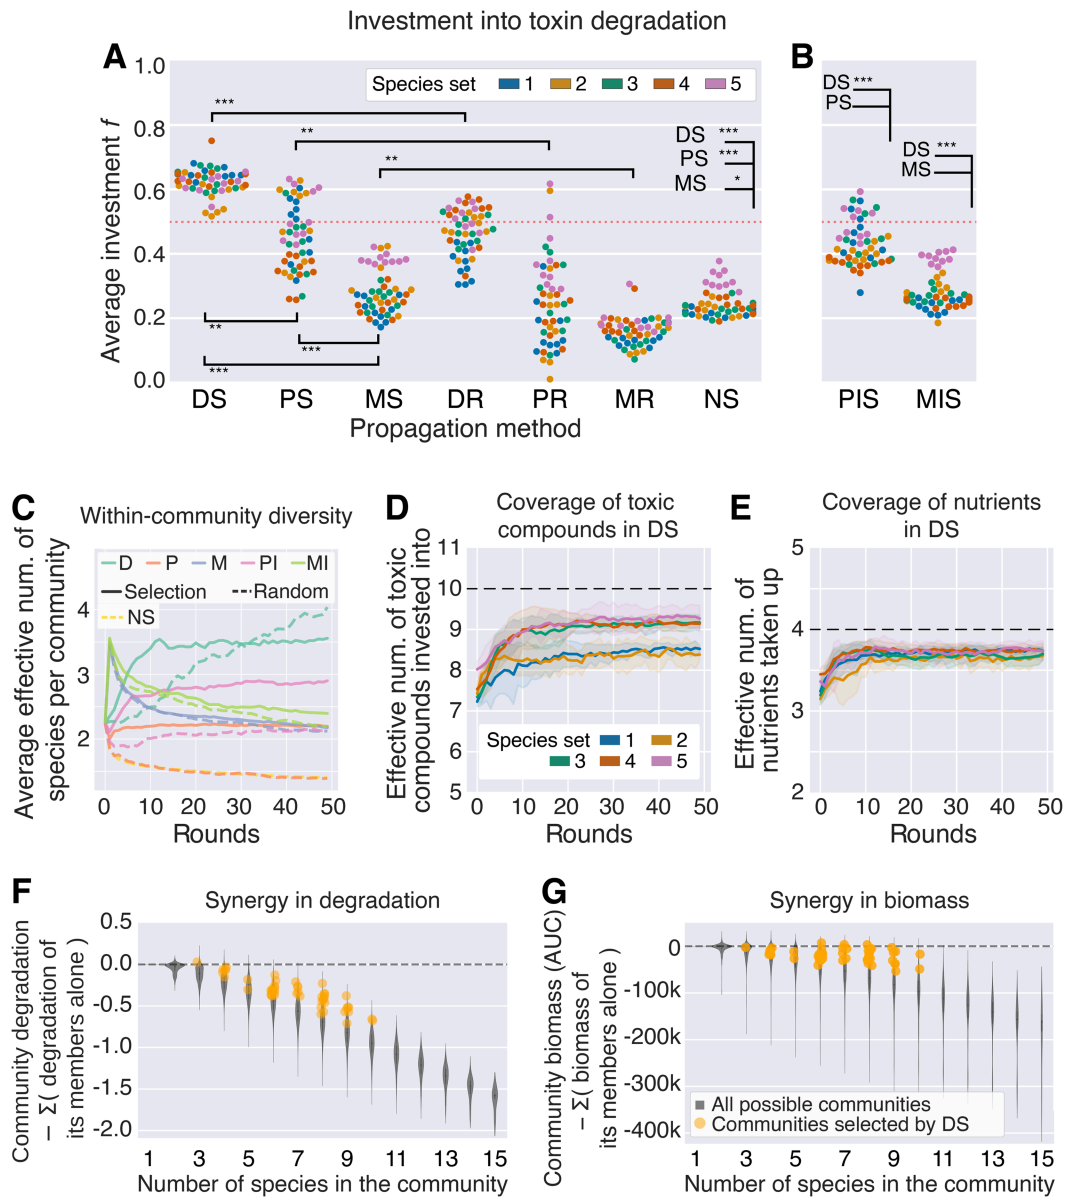 Investment into toxin degradation
A
B
Average investment f
1.0
0.8
0.6
0.4
0.2
0.0
Species set 1 2 3 4 5
***
**
**
DS ***
PS ***
MS *
**
***
***
DS PS MS DR PR MR NS
Propagation method
DS ***
PS
DS ***
MS
PIS MIS
C
Within-community diversity
Average effective num. of
species per community
D P M PI MI
Selection Random
NS
4
3
2
0 10 20 30 40 50
Rounds
D
Coverage of toxic
compounds in DS
Effective num. of toxic
compounds invested into
11
10
9
8
7
6
5
Species set 1 2
3 4 5
0 10 20 30 40 50
Rounds
E
Coverage of nutrients
in DS
Effective num. of
nutrients taken up
5
4
3
2
0 10 20 30 40 50
Rounds
F
Synergy in degradation
Community degradation
− Σ( degradation of
its members alone )
0.5
0.0
-0.5
-1.0
-1.5
-2.0
1 3 5 7 9 11 13 15
Number of species in the community
G
Synergy in biomass
Community biomass (AUC)
− Σ( biomass of
its members alone )
0
-100k
-200k
-300k
-400k
All possible communities
Communities selected by DS
1 3 5 7 9 11 13 15
Number of species in the community